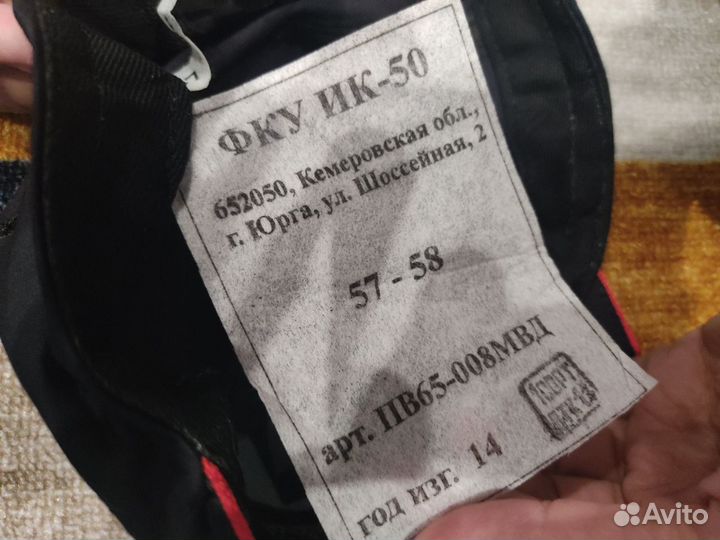 ФКУ ИК-50
652050, Кемеровская обл.,
г. Юрга, ул. Шоссейная, 2
57 - 58
арт. ПВ65-008МВД
год изг. 14
Avito